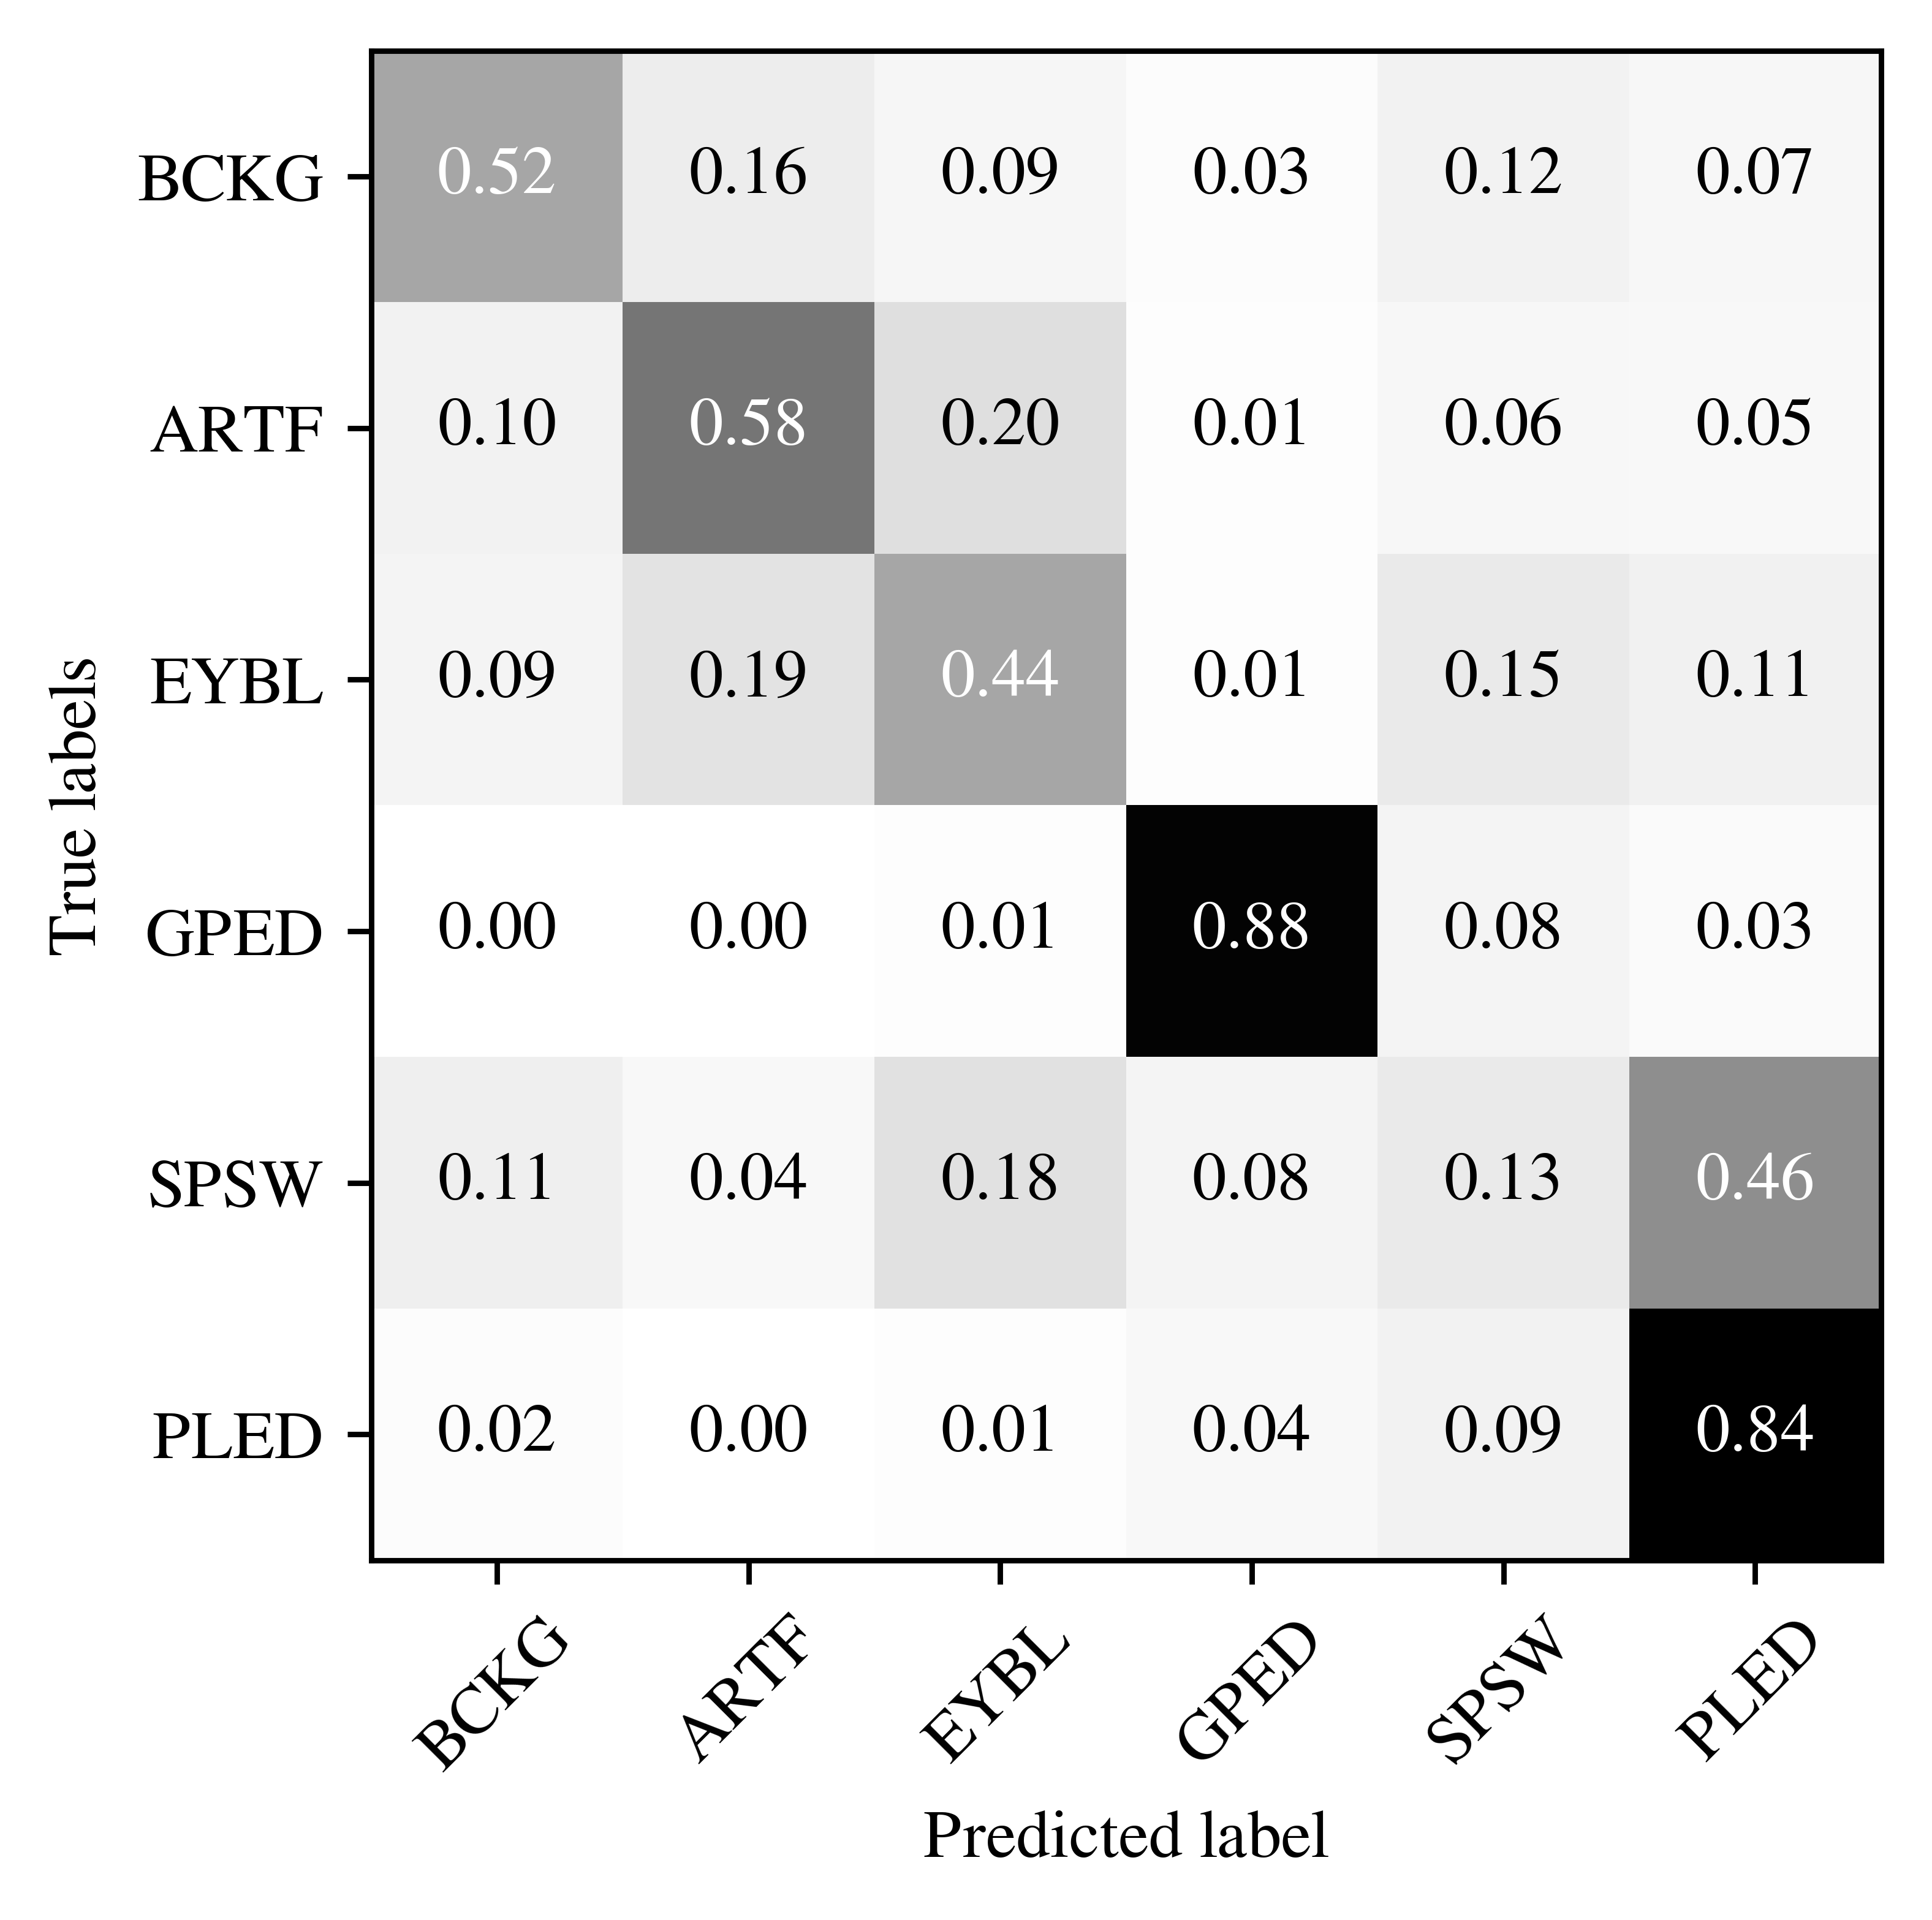 BCKG 0.52 0.16 0.09 0.03 0.12 0.07
ARTF 0.10 0.58 0.20 0.01 0.06 0.05
EYBL 0.09 0.19 0.44 0.01 0.15 0.11
GPED 0.00 0.00 0.01 0.88 0.08 0.03
SPSW 0.11 0.04 0.18 0.08 0.13 0.46
PLED 0.02 0.00 0.01 0.04 0.09 0.84
True labels
BCKG ARTF EYBL GPED SPSW PLED
Predicted label